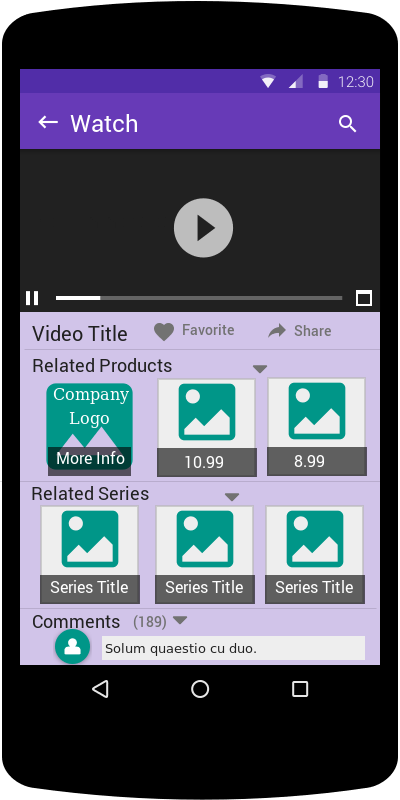 12:30
Watch
Video Title
Favorite
Share
Related Products
Company
Logo
More Info
10.99
8.99
Related Series
Series Title
Series Title
Series Title
Comments (189)
Solum quaestio cu duo.